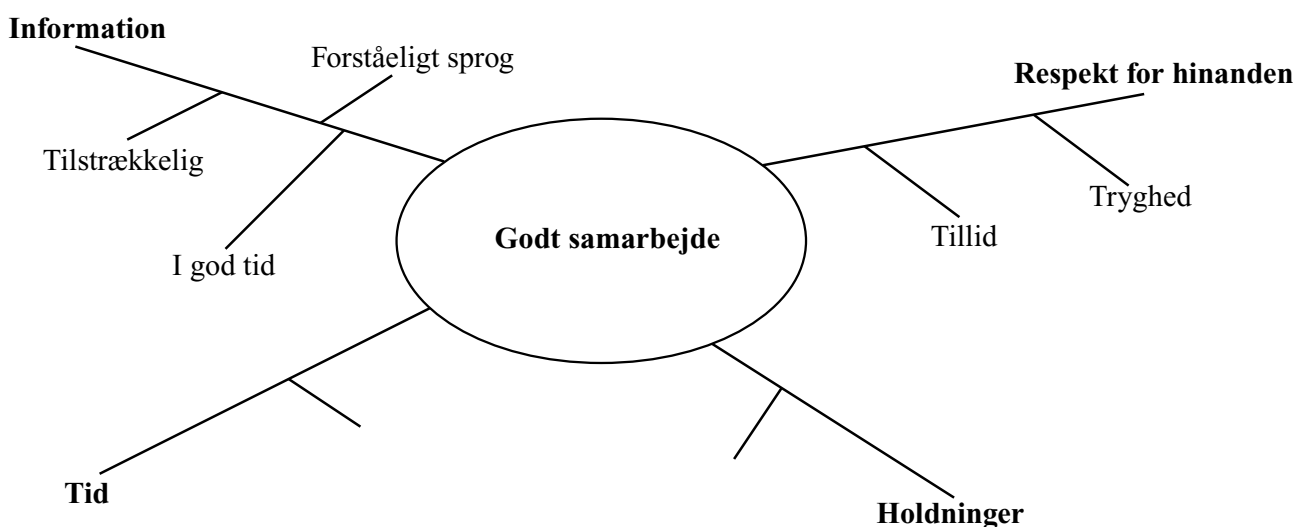 Information
Forståeligt sprog
Respekt for hinanden
Tilstrækkelig
Tryghed
Godt samarbejde
Tillid
I god tid
Tid
Holdninger